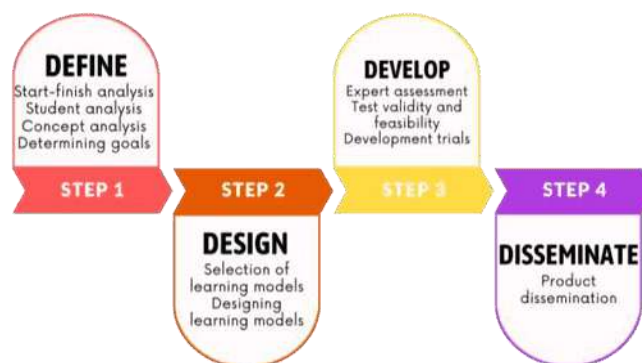 DEFINE
Start-finish analysis
Student analysis
Concept analysis
Determining goals
STEP 1
STEP 2
DESIGN
Selection of
learning models
Designing
learning models
DEVELOP
Expert assessment
Test validity and
feasibility
Development trials
STEP 3
STEP 4
DISSEMINATE
Product
dissemination